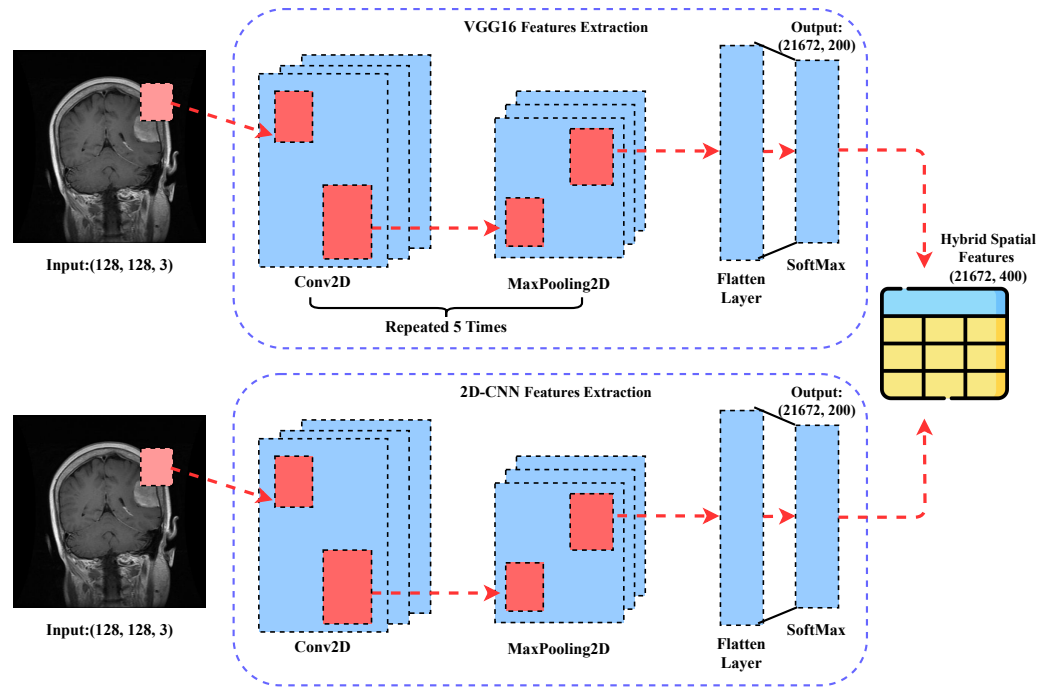 VGG16 Features Extraction
Output:
(21672, 200)
Input:(128, 128, 3)
Conv2D
MaxPooling2D
Flatten
Layer
SoftMax
Repeated 5 Times
Hybrid Spatial
Features
(21672, 400)
2D-CNN Features Extraction
Output:
(21672, 200)
Input:(128, 128, 3)
Conv2D
MaxPooling2D
Flatten
Layer
SoftMax